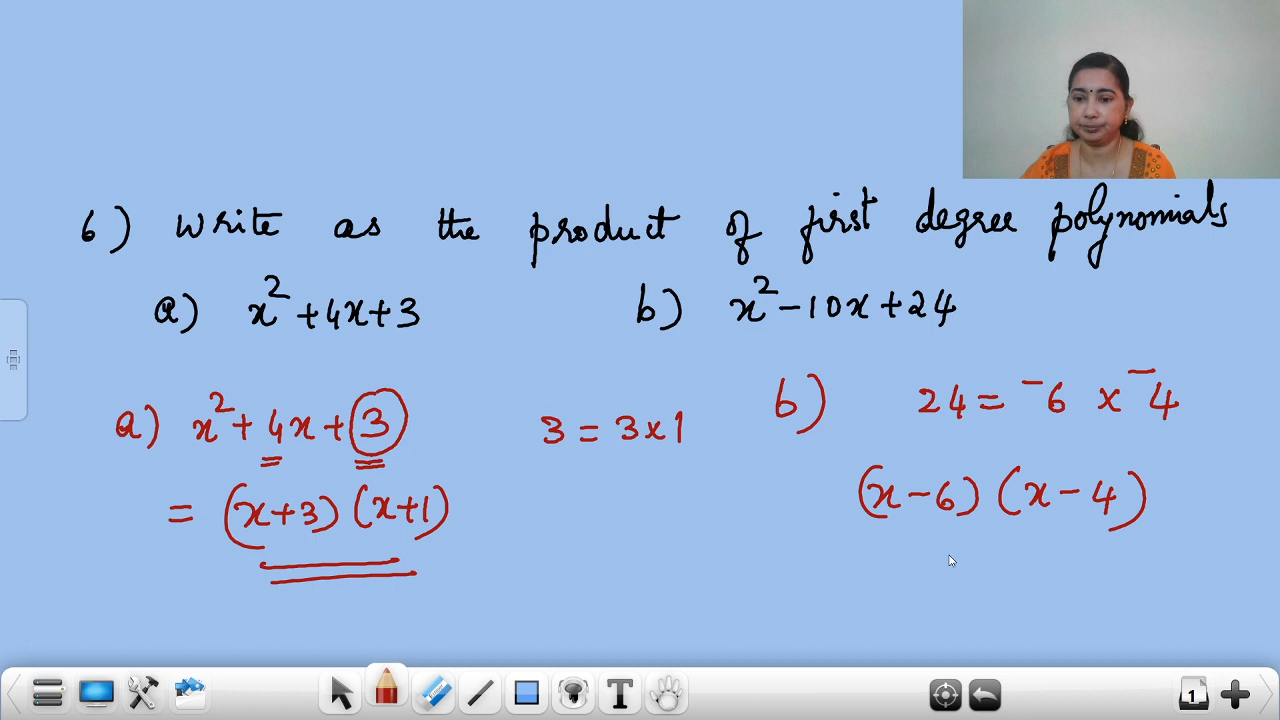 6) write as the product of first degree polynomials
a) x²+4x+3 b) x²-10x+24
a) x²+4x+3 3=3x1 b) 24= ⁻6 x ⁻4
= (x+3)(x+1) (x-6)(x-4)
T 1